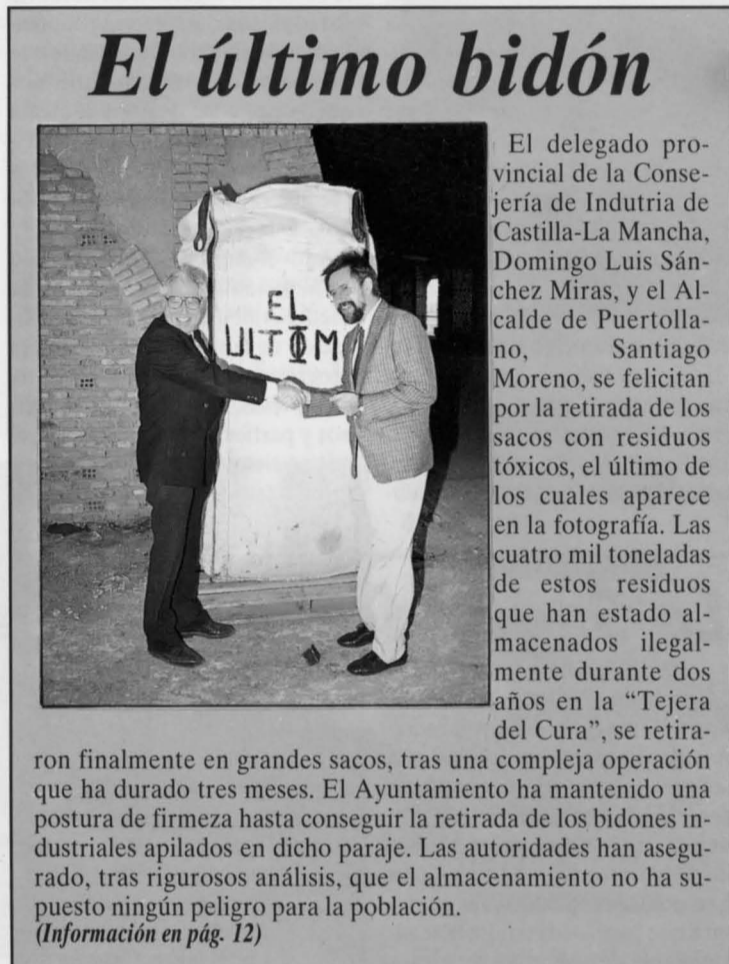 El último bidón
EL
ULTIM
El delegado pro-
vincial de la Conse-
jería de Indutria de
Castilla-La Mancha,
Domingo Luis Sán-
chez Miras, y el Al-
calde de Puertolla-
no, Santiago
Moreno, se felicitan
por la retirada de los
sacos con residuos
tóxicos, el último de
los cuales aparece
en la fotografía. Las
cuatro mil toneladas
de estos residuos
que han estado al-
macenados ilegal-
mente durante dos
años en la “Tejera
del Cura”, se retira-
ron finalmente en grandes sacos, tras una compleja operación
que ha durado tres meses. El Ayuntamiento ha mantenido una
postura de firmeza hasta conseguir la retirada de los bidones in-
dustriales apilados en dicho paraje. Las autoridades han asegu-
rado, tras rigurosos análisis, que el almacenamiento no ha su-
puesto ningún peligro para la población.
(Información en pág. 12)